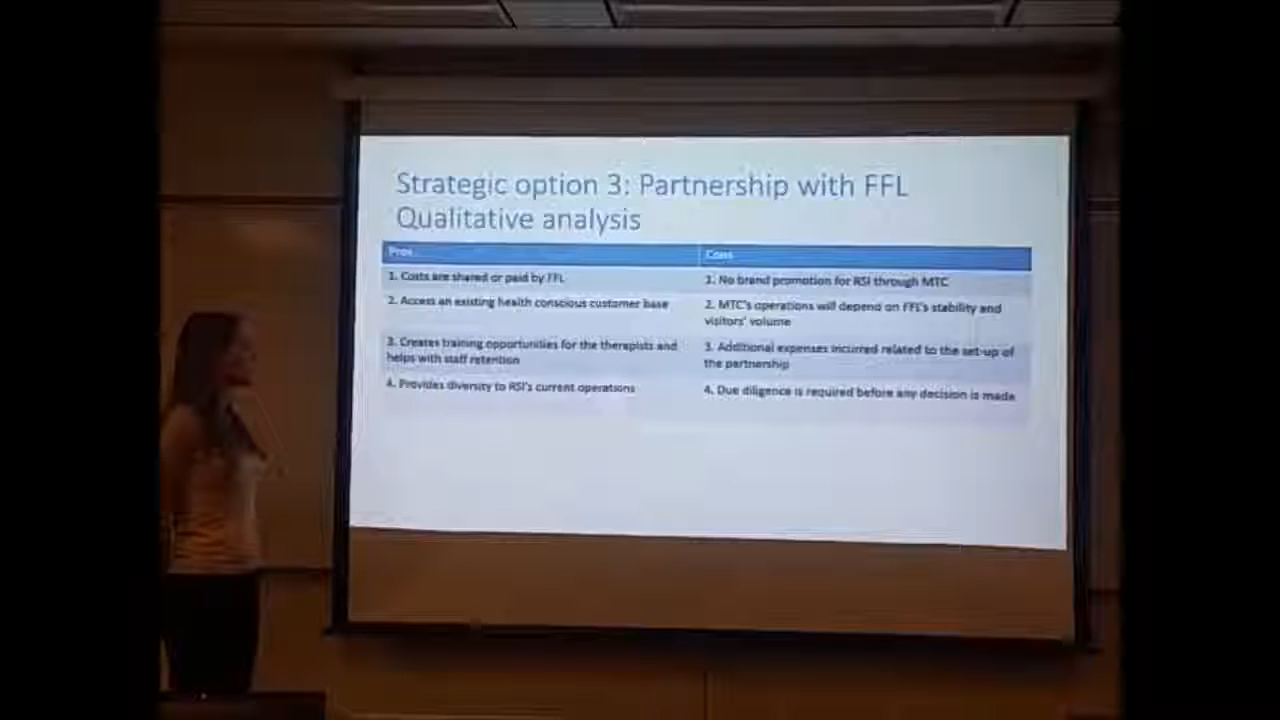 Strategic option 3: Partnership with FFL
Qualitative analysis
Pros
Cons
1. Costs are shared or paid by FFL
1. No brand promotion for RSI through MTC
2. Access an existing health conscious customer base
2. MTC's operations will depend on FFL's stability and
visitors' volume
3. Creates training opportunities for the therapists and
helps with staff retention
3. Additional expenses incurred related to the set-up of
the partnership
4. Provides diversity to RSI's current operations
4. Due diligence is required before any decision is made